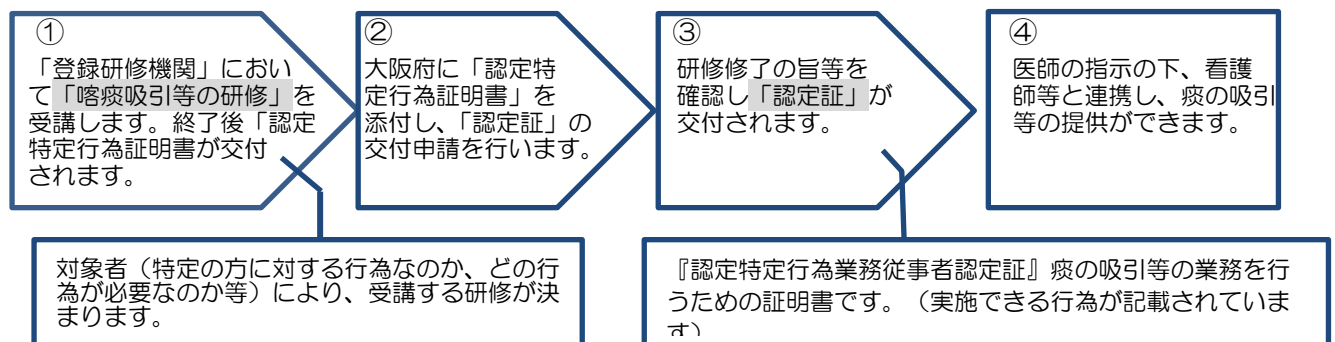 ①
「登録研修機関」におい
て「喀痰吸引等の研修」を
受講します。終了後「認定
特定行為証明書が交付
されます。
②
大阪府に「認定特
定行為証明書」を
添付し、「認定証」の
交付申請を行います。
③
研修修了の旨等を
確認し「認定証」が
交付されます。
④
医師の指示の下、看護
師等と連携し、痰の吸引
等の提供ができます。
対象者（特定の方に対する行為なのか、どの行
為が必要なのか等）により、受講する研修が決
まります。
『認定特定行為業務従事者認定証』痰の吸引等の業務を行
うための証明書です。（実施できる行為が記載されていま
す）